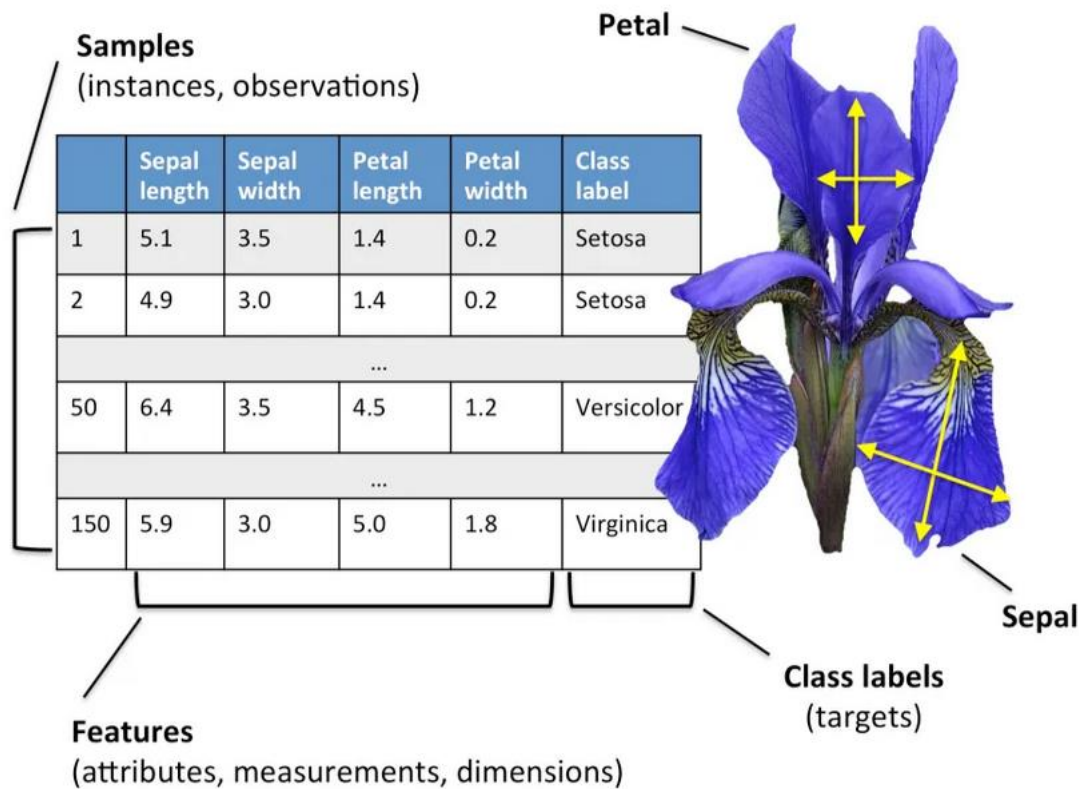 Samples
(instances, observations)
Petal
Sepal length Sepal width Petal length Petal width Class label
1 5.1 3.5 1.4 0.2 Setosa
2 4.9 3.0 1.4 0.2 Setosa
...
50 6.4 3.5 4.5 1.2 Versicolor
...
150 5.9 3.0 5.0 1.8 Virginica
Sepal
Class labels
(targets)
Features
(attributes, measurements, dimensions)